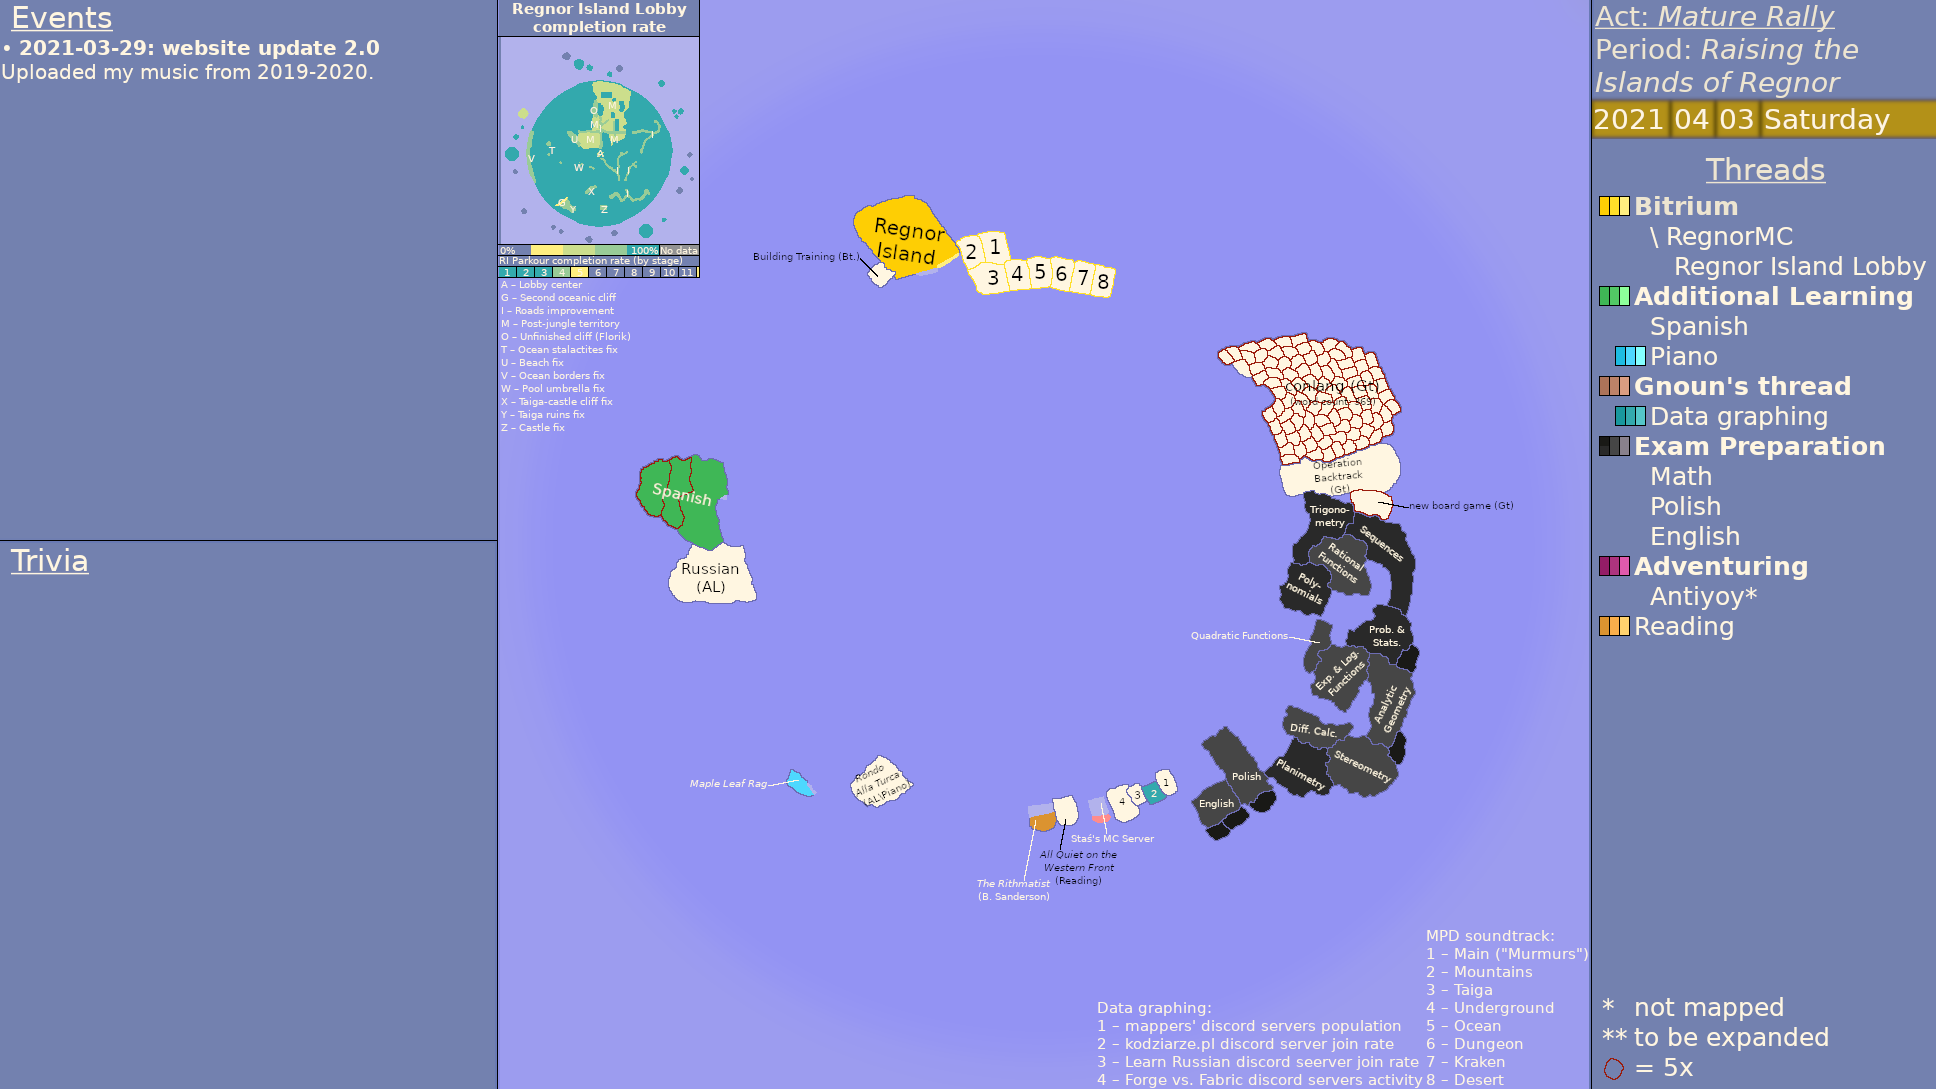 Events
• 2021-03-29: website update 2.0
Uploaded my music from 2019-2020.
Trivia
Regnor Island Lobby
completion rate
O
M
M
U
M
M
I
V
T
A
W
I
J
X
J
G
Y
Z
0%
100%
No data
RI Parkour completion rate (by stage)
1 2 3 4 5 6 7 8 9 10 11
A – Lobby center
G – Second oceanic cliff
I – Roads improvement
M – Post-jungle territory
O – Unfinished cliff (Florik)
T – Ocean stalactites fix
U – Beach fix
V – Ocean borders fix
W – Pool umbrella fix
X – Taiga-castle cliff fix
Y – Taiga ruins fix
Z – Castle fix
Regnor
Island
Building Training (Bt.)
2 1
3 4 5 6 7 8
conlang (Gt)
(word count: 365)
Operation
Backtrack
(Gt)
new board game (Gt)
Trigono-
metry
Sequences
Rational
Functions
Poly-
nomials
Quadratic Functions
Prob. &
Stats.
Exp. & Log.
Functions
Analytic
Geometry
Diff. Calc.
Planimetry
Stereometry
Polish
English
Spanish
Russian
(AL)
Maple Leaf Rag
Rondo
Alla Turca
(AL\Piano)
4 3 2 1
Staś's MC Server
All Quiet on the
Western Front
(Reading)
The Rithmatist
(B. Sanderson)
Data graphing:
1 – mappers' discord servers population
2 – kodziarze.pl discord server join rate
3 – Learn Russian discord seerver join rate
4 – Forge vs. Fabric discord servers activity
MPD soundtrack:
1 – Main ("Murmurs")
2 – Mountains
3 – Taiga
4 – Underground
5 – Ocean
6 – Dungeon
7 – Kraken
8 – Desert
Act: Mature Rally
Period: Raising the
Islands of Regnor
2021 04 03 Saturday
Threads
Bitrium
\ RegnorMC
Regnor Island Lobby
Additional Learning
Spanish
Piano
Gnoun's thread
Data graphing
Exam Preparation
Math
Polish
English
Adventuring
Antiyoy*
Reading
* not mapped
** to be expanded
= 5x